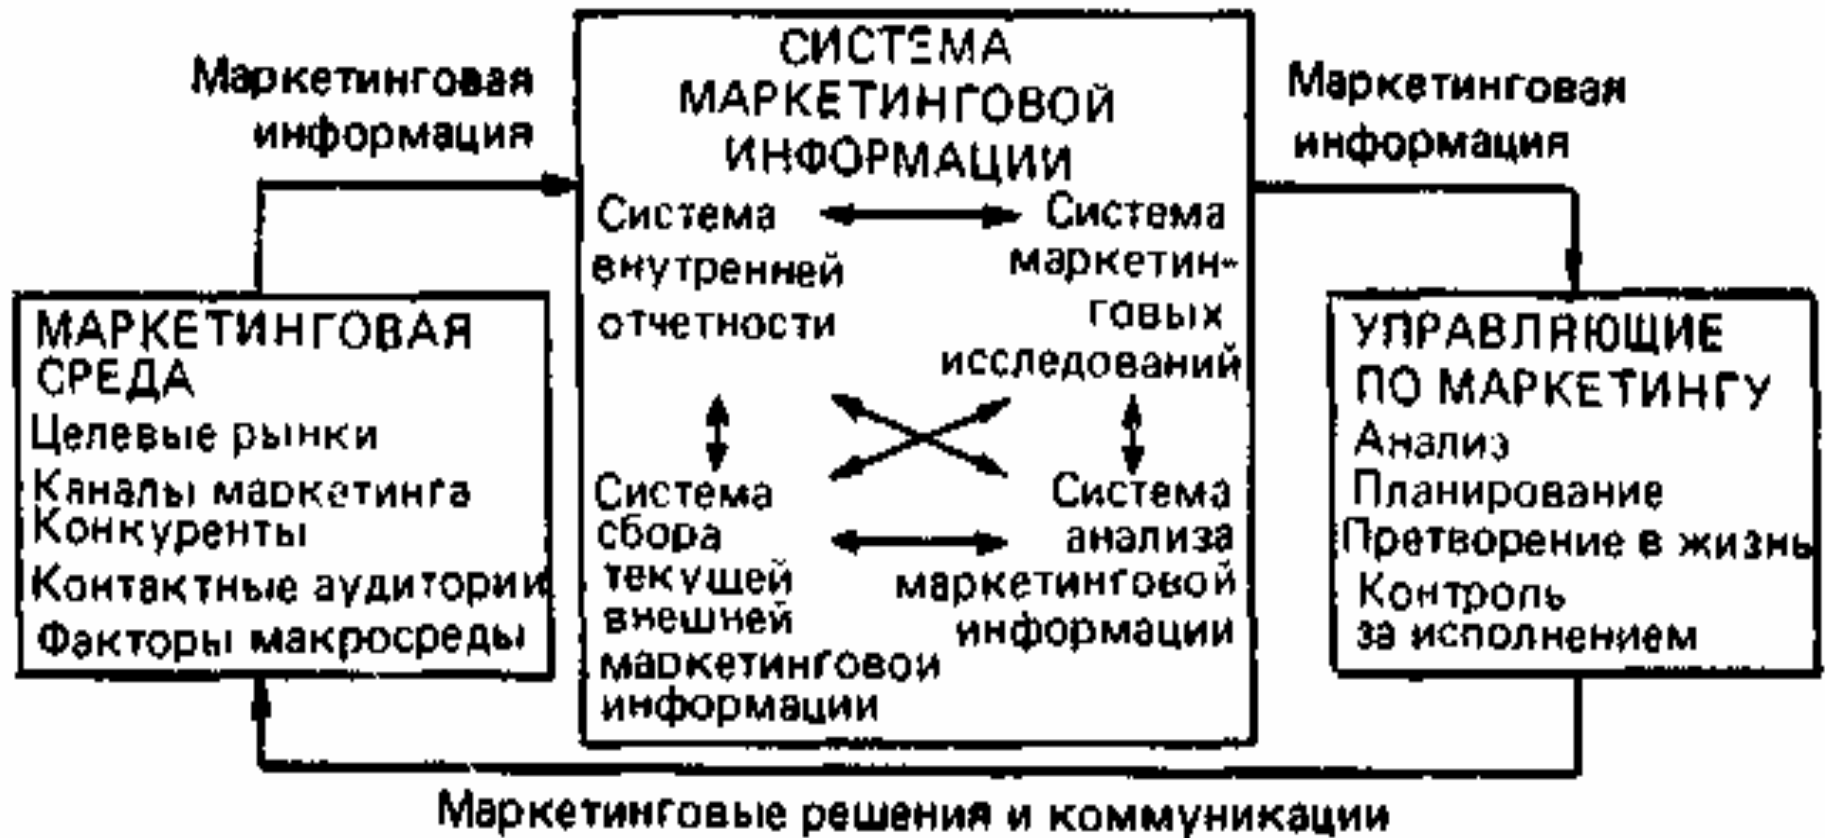 Маркетинговая
информация
СИСТЕМА
МАРКЕТИНГОВОЙ
ИНФОРМАЦИИ
Маркетинговая
информация
Система
внутренней
отчетности
Система
маркетин-
говых
исследований
МАРКЕТИНГОВАЯ
СРЕДА
Целевые рынки
Каналы маркетинга
Конкуренты
Контактные аудитории
Факторы макросреды
Система
сбора
текущей
внешней
маркетинговой
информации
Система
анализа
маркетинговой
информации
УПРАВЛЯЮЩИЕ
ПО МАРКЕТИНГУ
Анализ
Планирование
Претворение в жизнь
Контроль
за исполнением
Маркетинговые решения и коммуникации